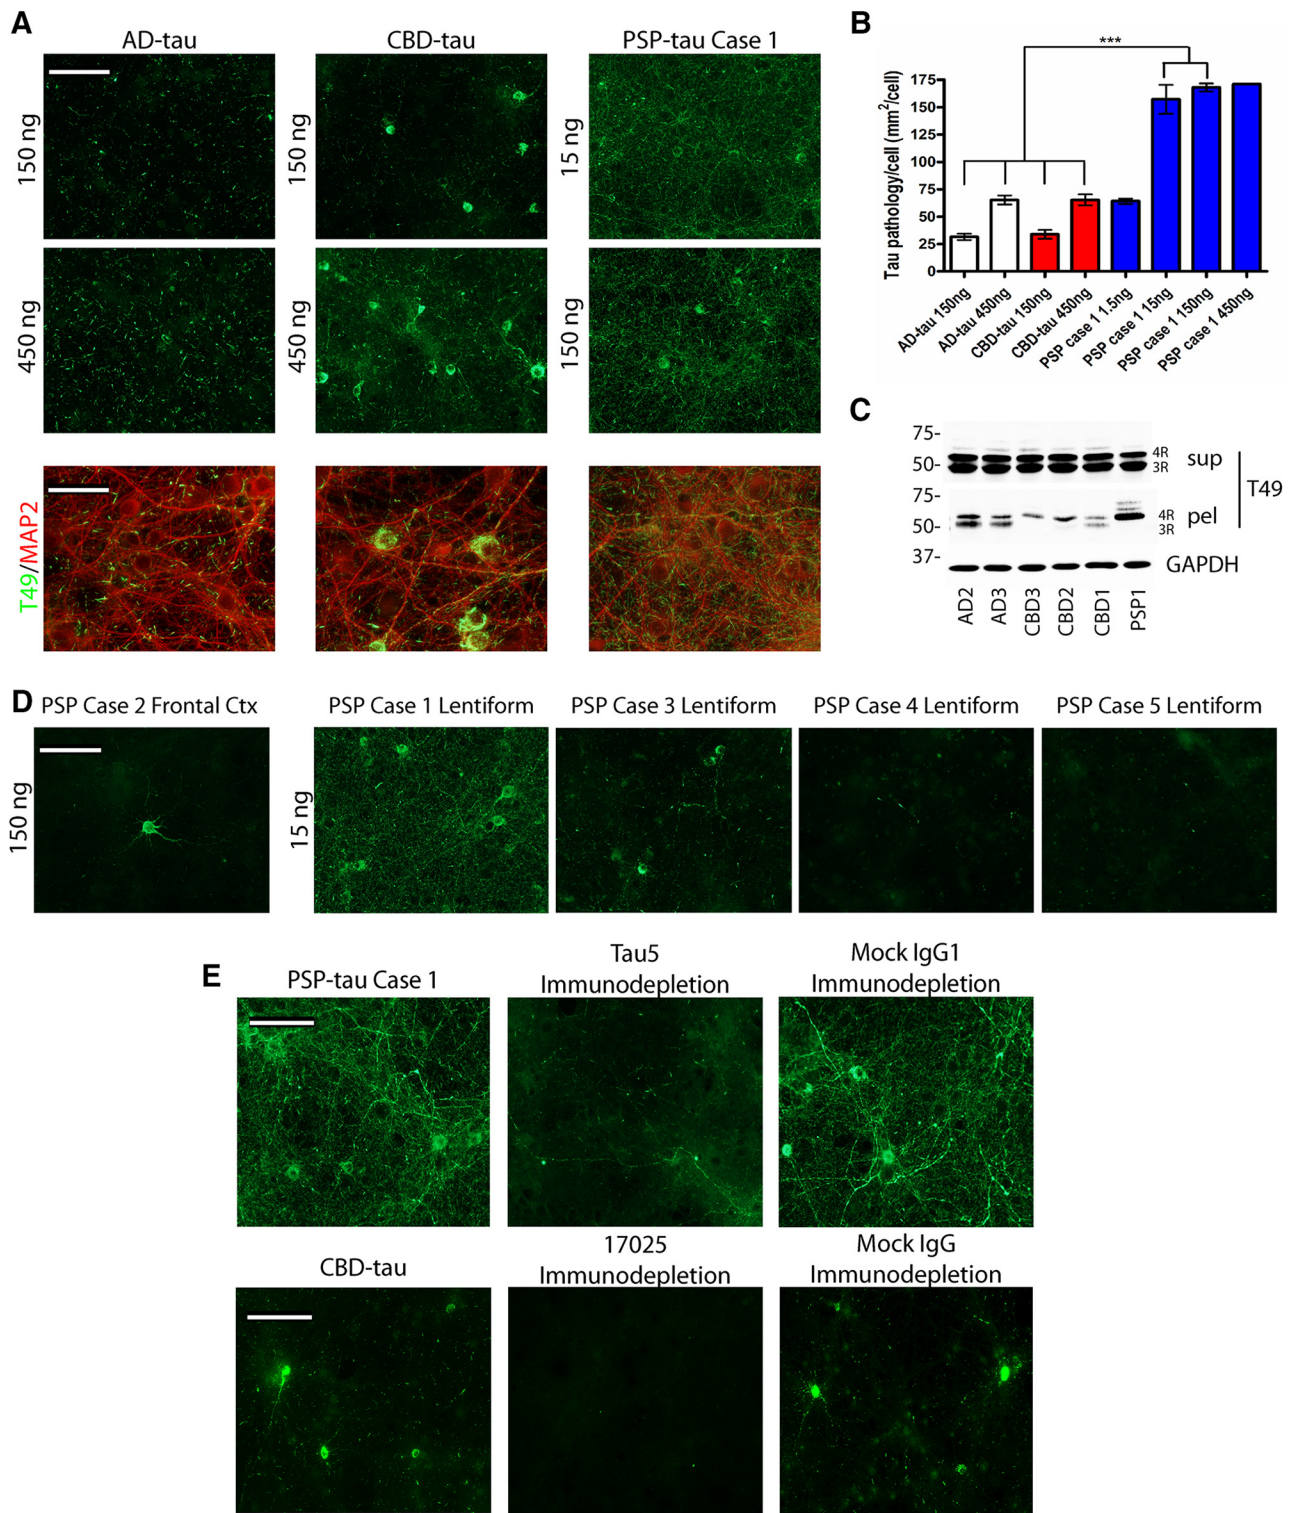 A
AD-tau
CBD-tau
PSP-tau Case 1
150 ng
150 ng
15 ng
450 ng
450 ng
150 ng
T49/MAP2
B
***
Tau pathology/cell (mm²/cell)
175
150
125
100
75
50
25
0
AD-tau 150ng
AD-tau 450ng
CBD-tau 150ng
CBD-tau 450ng
PSP case 1 1.5ng
PSP case 1 15ng
PSP case 1 150ng
PSP case 1 450ng
C
75-
50-
4R
3R
sup
75-
50-
4R
3R
pel
T49
37-
GAPDH
AD2
AD3
CBD3
CBD2
CBD1
PSP1
D
PSP Case 2 Frontal Ctx
PSP Case 1 Lentiform
PSP Case 3 Lentiform
PSP Case 4 Lentiform
PSP Case 5 Lentiform
150 ng
15 ng
E
PSP-tau Case 1
Tau5
Immunodepletion
Mock IgG1
Immunodepletion
CBD-tau
17025
Immunodepletion
Mock IgG
Immunodepletion